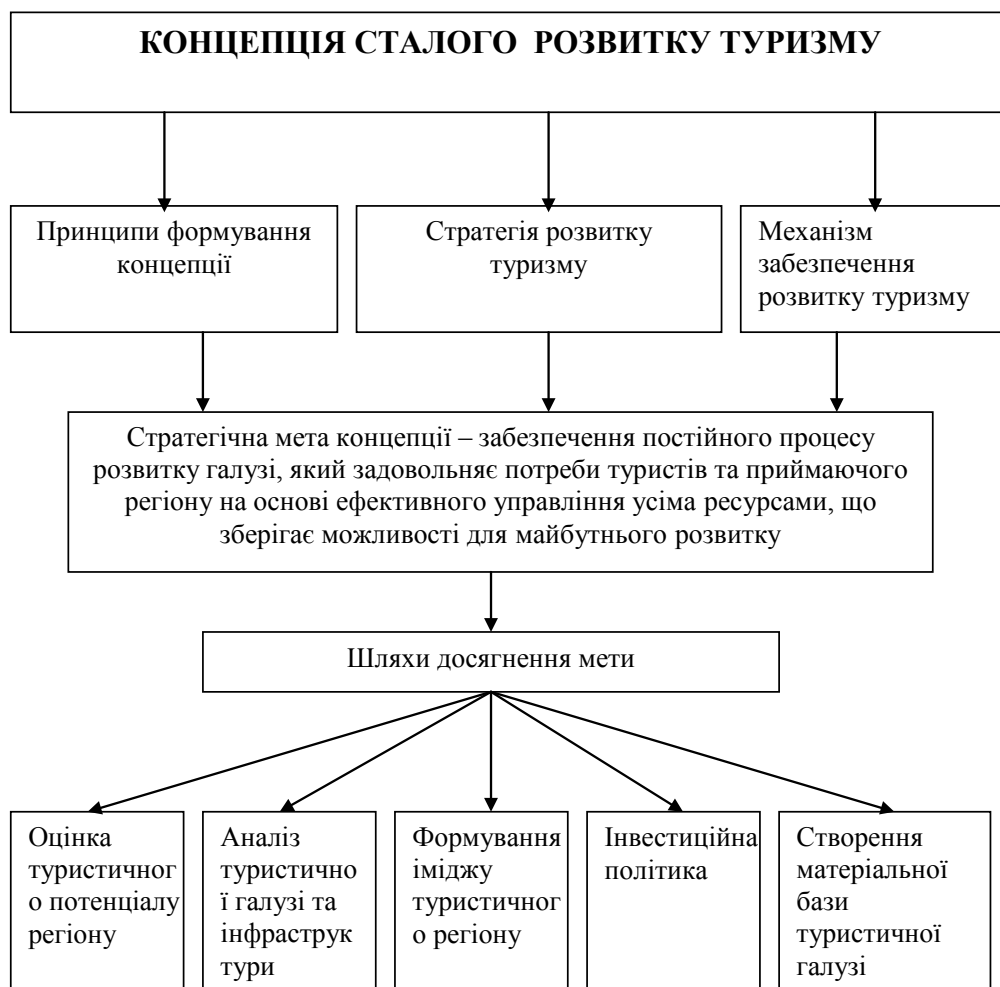 КОНЦЕПЦІЯ СТАЛОГО РОЗВИТКУ ТУРИЗМУ
Принципи формування
концепції
Стратегія розвитку
туризму
Механізм
забезпечення
розвитку туризму
Стратегічна мета концепції – забезпечення постійного процесу
розвитку галузі, який задовольняє потреби туристів та приймаючого
регіону на основі ефективного управління усіма ресурсами, що
зберігає можливості для майбутнього розвитку
Шляхи досягнення мети
Оцінка
туристичног
о потенціалу
регіону
Аналіз
туристично
ї галузі та
інфраструк
тури
Формування
іміджу
туристичног
о регіону
Інвестиційна
політика
Створення
матеріальної
бази
туристичної
галузі